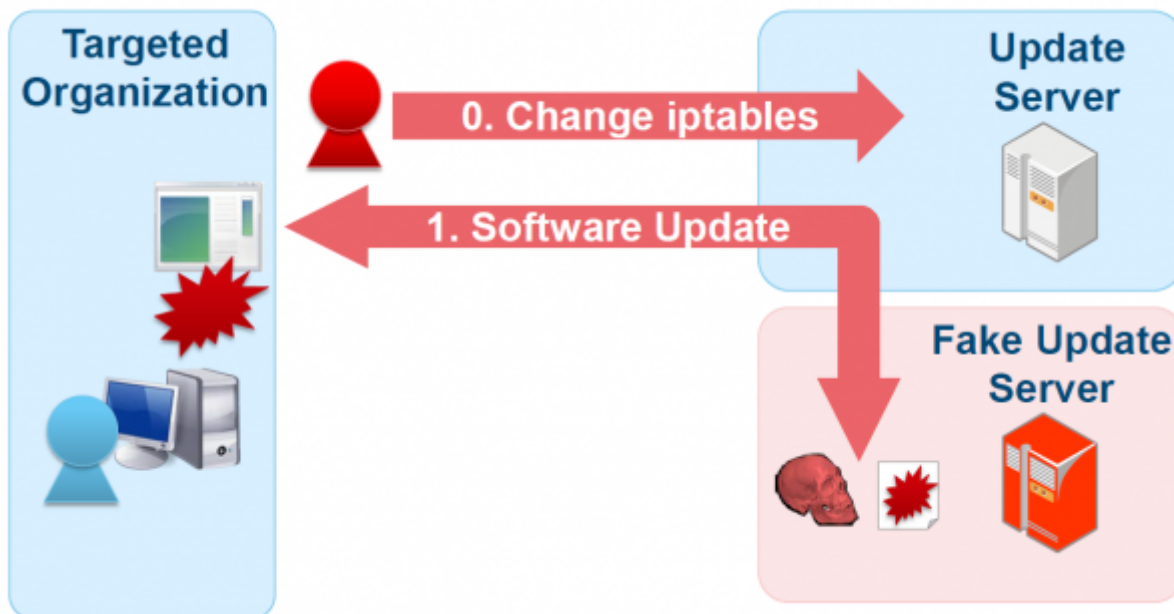 Targeted
Organization
0. Change iptables
Update
Server
1. Software Update
Fake Update
Server